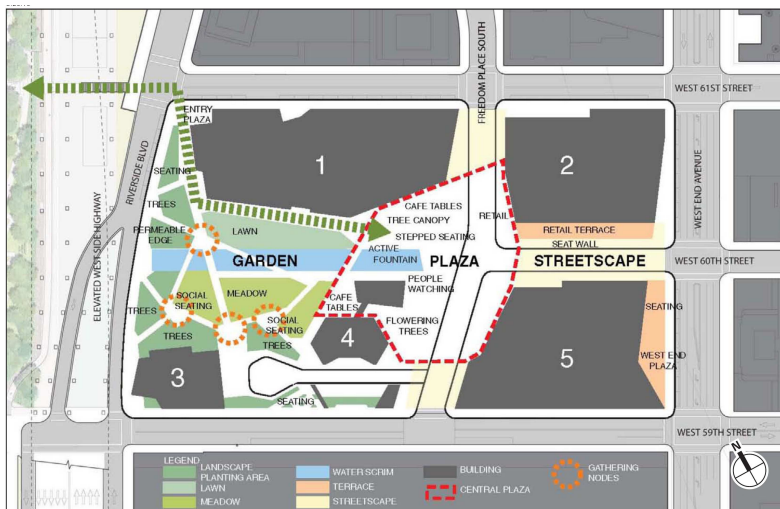 WEST 61ST STREET
FREEDOM PLACE SOUTH
RIVERSIDE BLVD
ELEVATED WEST SIDE HIGHWAY
WEST END AVENUE
ENTRY
PLAZA
1
2
SEATING
TREES
PERMEABLE
EDGE
LAWN
CAFE TABLES
TREE CANOPY
STEPPED SEATING
RETAIL
RETAIL TERRACE
SEAT WALL
ACTIVE
FOUNTAIN
GARDEN
PLAZA
STREETSCAPE
WEST 60TH STREET
PEOPLE
WATCHING
SOCIAL
SEATING
MEADOW
CAFE
TABLES
TREES
SOCIAL
SEATING
FLOWERING
TREES
SEATING
TREES
TREES
4
3
5
WEST END
PLAZA
SEATING
WEST 59TH STREET
LEGEND
LANDSCAPE
PLANTING AREA
LAWN
MEADOW
WATER SCRIM
TERRACE
STREETSCAPE
BUILDING
CENTRAL PLAZA
GATHERING
NODES
N